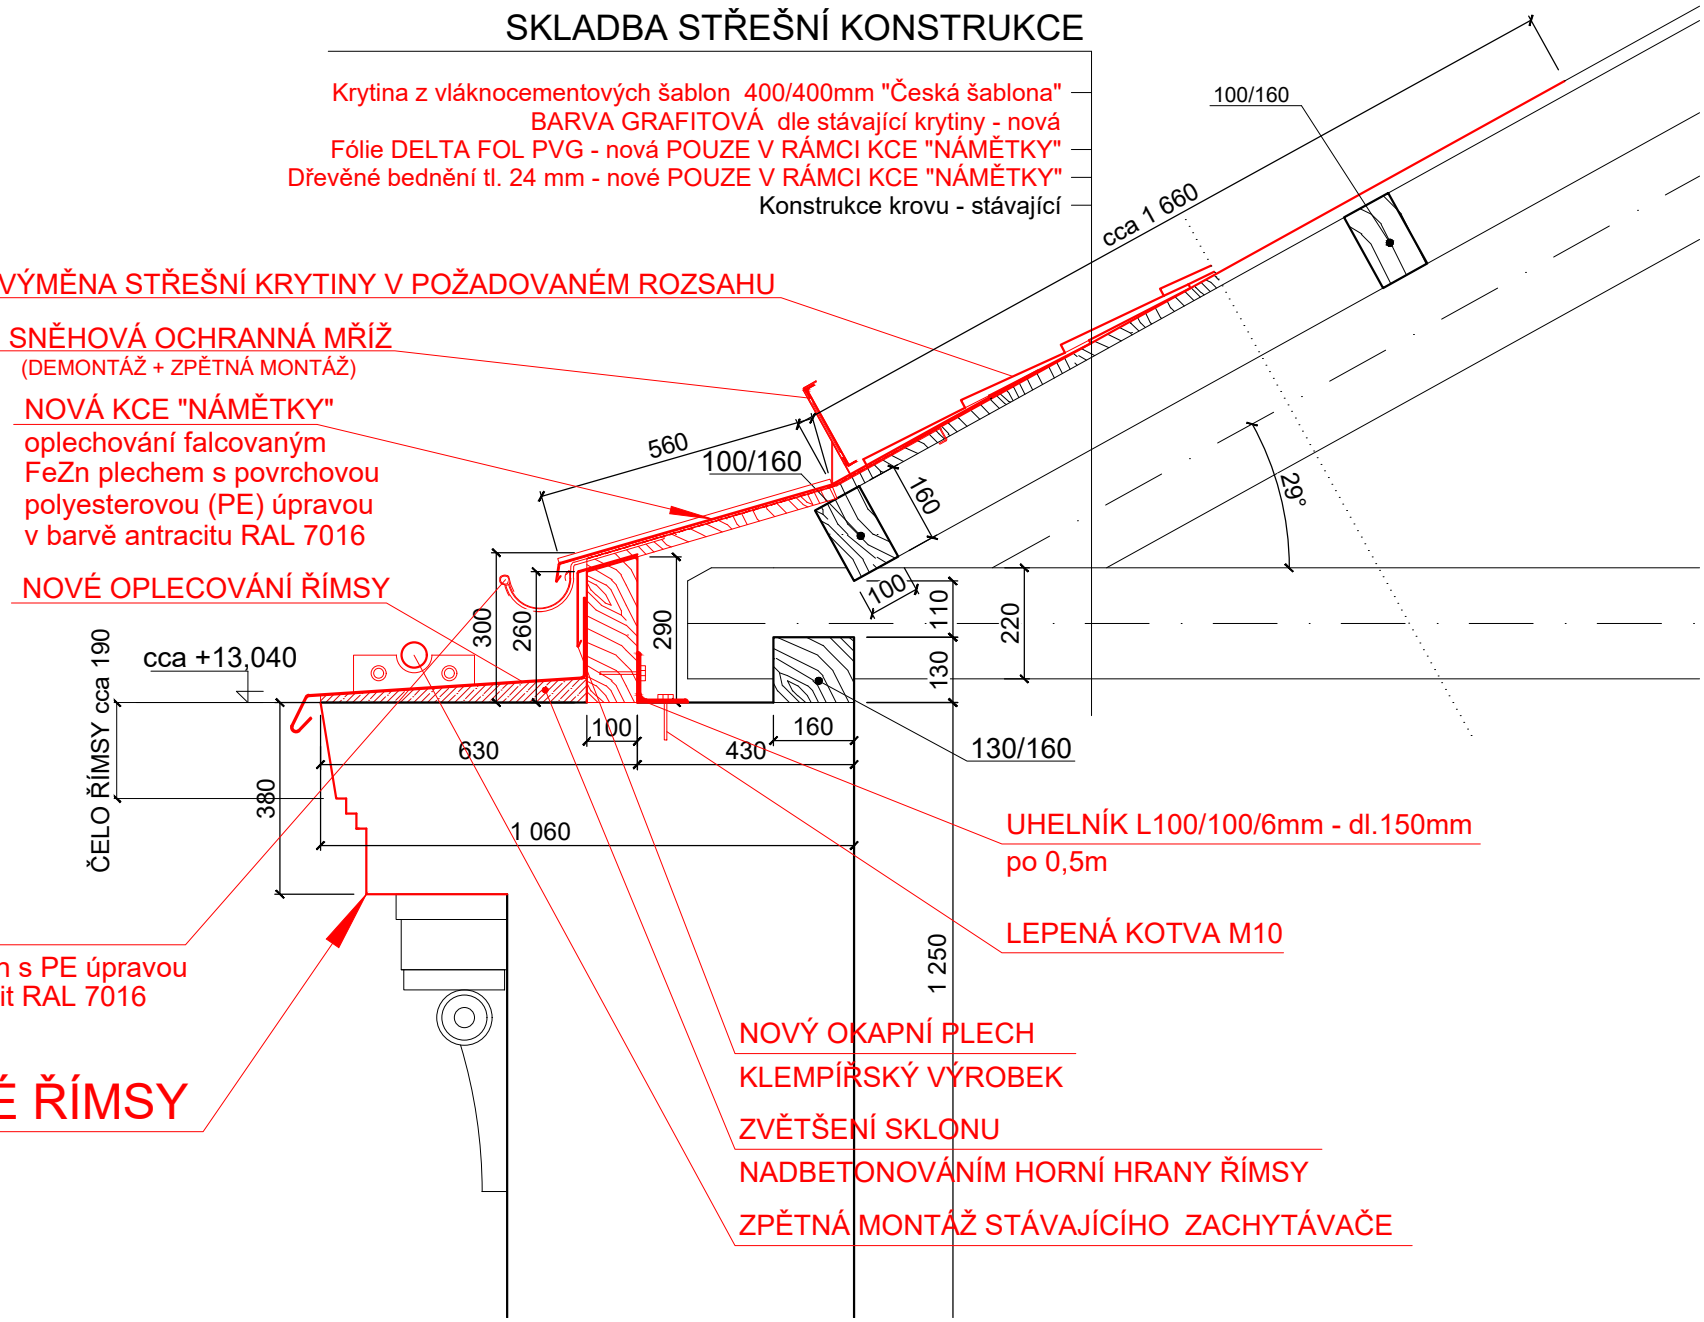 SKLADBA STŘEŠNÍ KONSTRUKCE
Krytina z vláknocementových šablon 400/400mm "Česká šablona"
BARVA GRAFITOVÁ dle stávající krytiny - nová
Fólie DELTA FOL PVG - nová POUZE V RÁMCI KCE "NÁMĚTKY"
Dřevěné bednění tl. 24 mm - nové POUZE V RÁMCI KCE "NÁMĚTKY"
Konstrukce krovu - stávající
100/160
cca 1 660
VÝMĚNA STŘEŠNÍ KRYTINY V POŽADOVANÉM ROZSAHU
SNĚHOVÁ OCHRANNÁ MŘÍŽ
(DEMONTÁŽ + ZPĚTNÁ MONTÁŽ)
NOVÁ KCE "NÁMĚTKY"
oplechování falcovaným
FeZn plechem s povrchovou
polyesterovou (PE) úpravou
v barvě antracitu RAL 7016
560
100/160
160
29°
NOVÉ OPLECOVÁNÍ ŘÍMSY
100
110
220
300
260
290
130
cca +13,040
ČELO ŘÍMSY cca 190
100
160
630
430
130/160
380
1 060
UHELNÍK L100/100/6mm - dl.150mm
po 0,5m
LEPENÁ KOTVA M10
1 250
s PE úpravou
RAL 7016
NOVÝ OKAPNÍ PLECH
KLEMPÍŘSKÝ VÝROBEK
ŘÍMSY
ZVĚTŠENÍ SKLONU
NADBETONOVÁNÍM HORNÍ HRANY ŘÍMSY
ZPĚTNÁ MONTÁŽ STÁVAJÍCÍHO ZACHYTÁVAČE